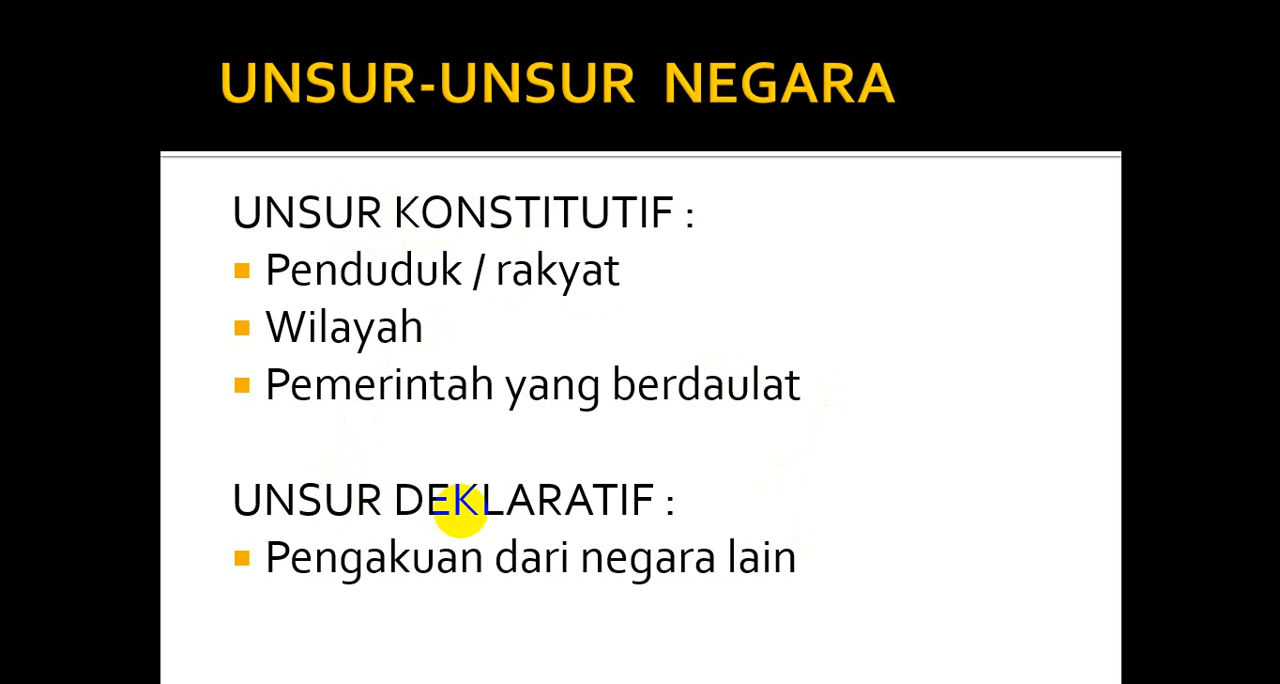 UNSUR-UNSUR NEGARA
UNSUR KONSTITUTIF :
Penduduk / rakyat
Wilayah
Pemerintah yang berdaulat
UNSUR DEKLARATIF :
Pengakuan dari negara lain